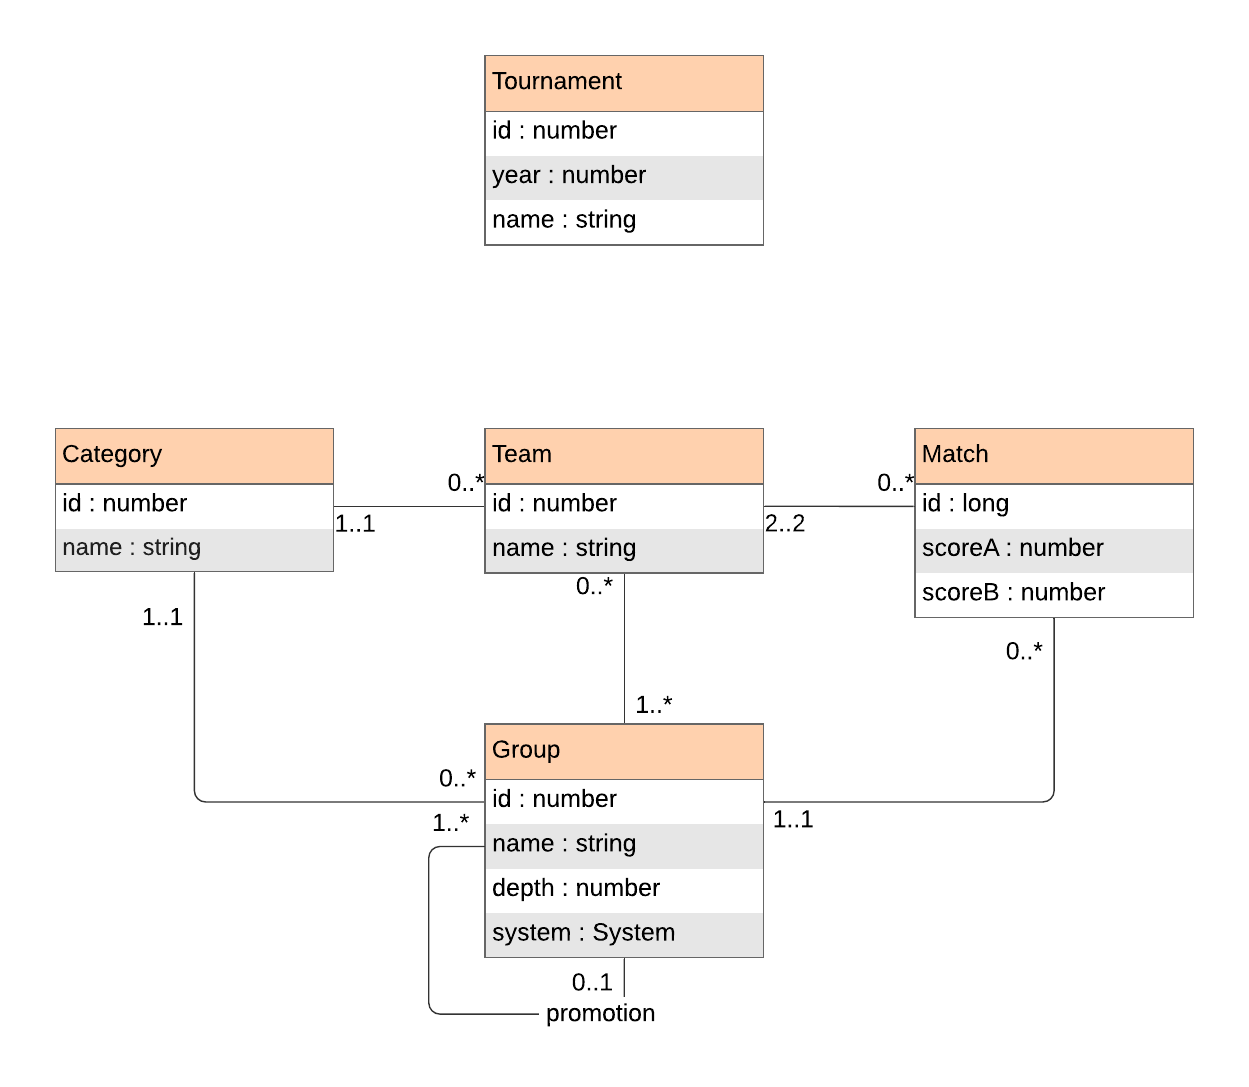 Tournament
id : number
year : number
name : string
Category
id : number
name : string
1..1
0..*
Team
id : number
name : string
2..2
0..*
Match
id : long
scoreA : number
scoreB : number
0..*
1..1
0..*
1..*
0..*
1..*
Group
id : number
name : string
depth : number
system : System
1..1
0..1
promotion